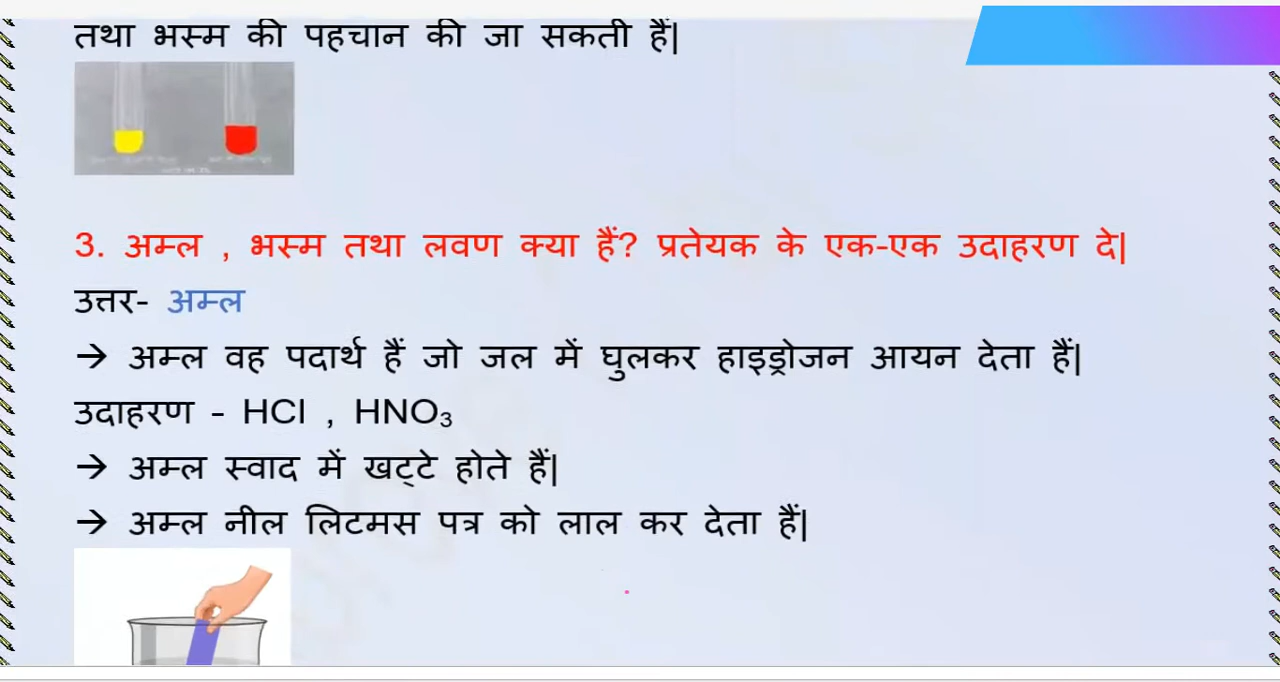 तथा भस्म की पहचान की जा सकती हैं|
3. अम्ल , भस्म तथा लवण क्या हैं? प्रतेयक के एक-एक उदाहरण दे|
उत्तर- अम्ल
→ अम्ल वह पदार्थ हैं जो जल में घुलकर हाइड्रोजन आयन देता हैं|
उदाहरण – HCl , HNO₃
→ अम्ल स्वाद में खट्टे होते हैं|
→ अम्ल नील लिटमस पत्र को लाल कर देता हैं|